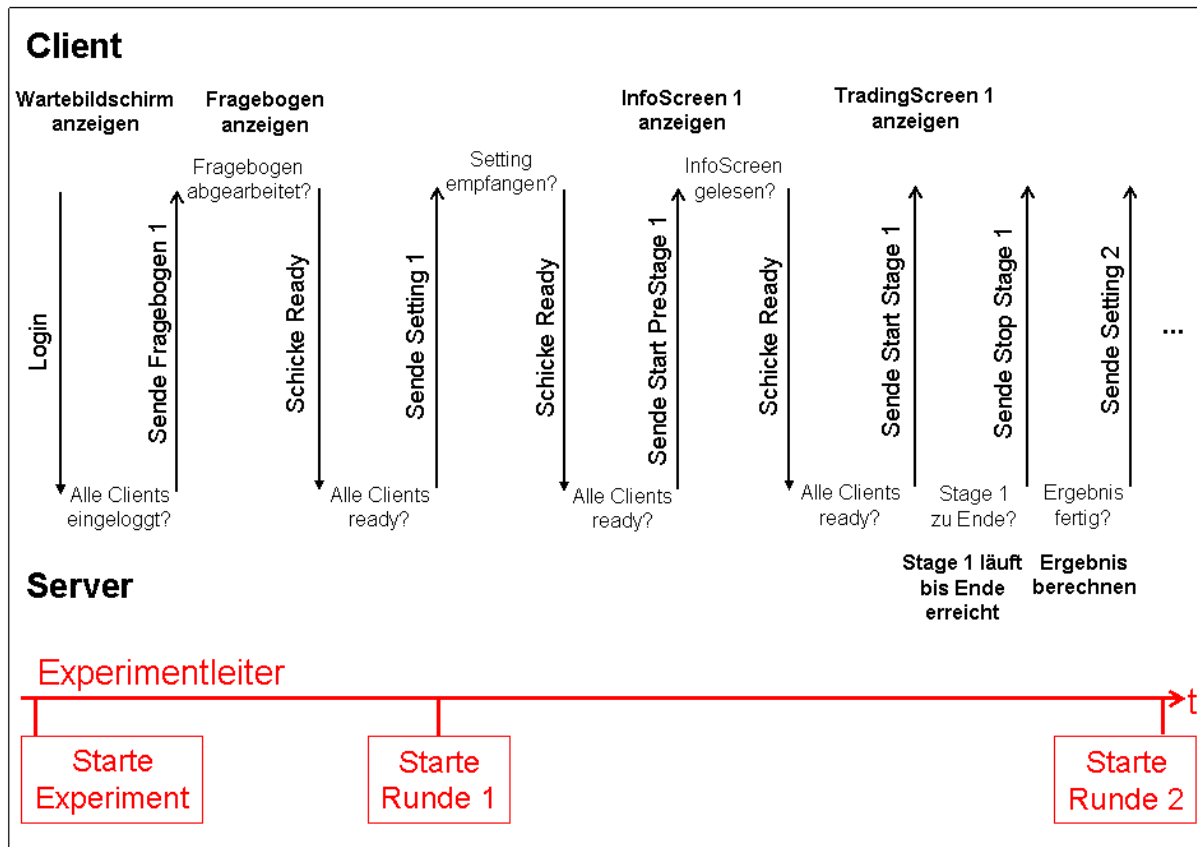 Client
Wartebildschirm
anzeigen
Fragebogen
anzeigen
InfoScreen 1
anzeigen
TradingScreen 1
anzeigen
Fragebogen
abgearbeitet?
Setting
empfangen?
InfoScreen
gelesen?
Login
Sende Fragebogen 1
Schicke Ready
Sende Setting 1
Schicke Ready
Sende Start PreStage 1
Schicke Ready
Sende Start Stage 1
Sende Stop Stage 1
Sende Setting 2
...
Alle Clients
eingeloggt?
Alle Clients
ready?
Alle Clients
ready?
Alle Clients
ready?
Stage 1
zu Ende?
Ergebnis
fertig?
Server
Stage 1 läuft
bis Ende
erreicht
Ergebnis
berechnen
Experimentleiter
t
Starte
Experiment
Starte
Runde 1
Starte
Runde 2